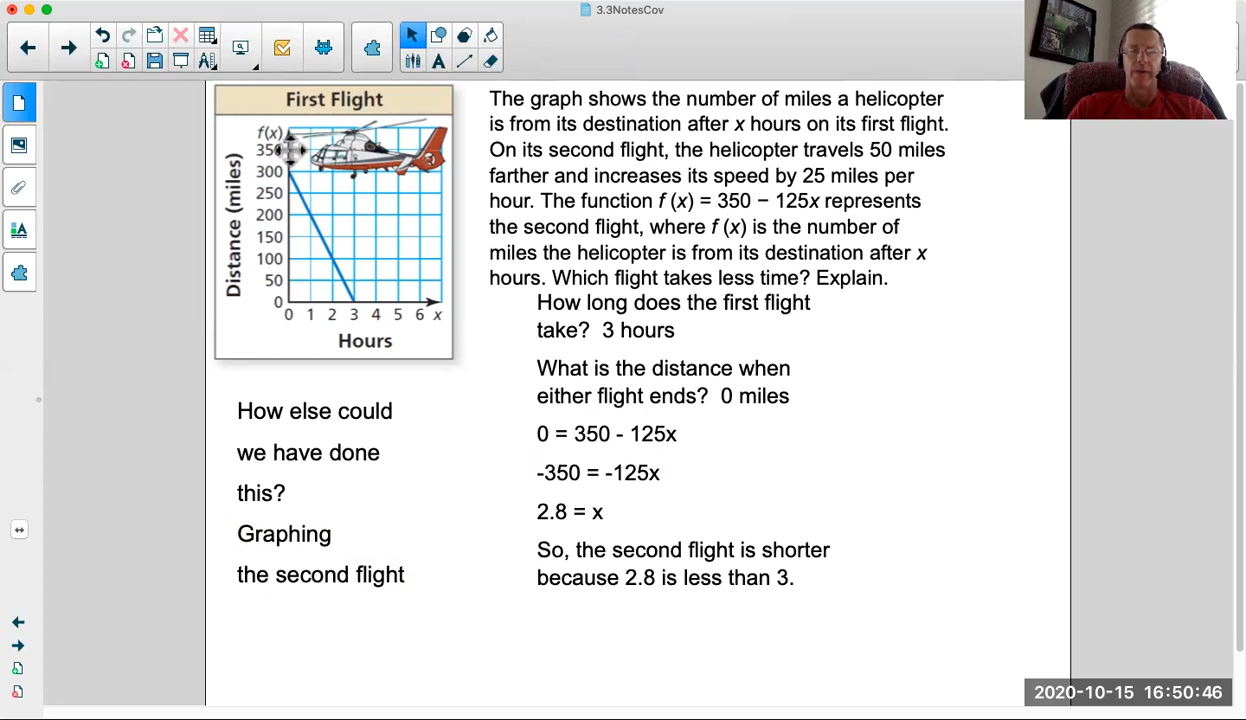 3.3NotesCov
First Flight
f(x)
350
300
250
200
150
100
50
0
0 1 2 3 4 5 6 x
Distance (miles)
Hours
The graph shows the number of miles a helicopter
is from its destination after x hours on its first flight.
On its second flight, the helicopter travels 50 miles
farther and increases its speed by 25 miles per
hour. The function f (x) = 350 − 125x represents
the second flight, where f (x) is the number of
miles the helicopter is from its destination after x
hours. Which flight takes less time? Explain.
How long does the first flight
take? 3 hours
What is the distance when
either flight ends? 0 miles
0 = 350 - 125x
-350 = -125x
2.8 = x
So, the second flight is shorter
because 2.8 is less than 3.
How else could
we have done
this?
Graphing
the second flight
2020-10-15 16:50:46